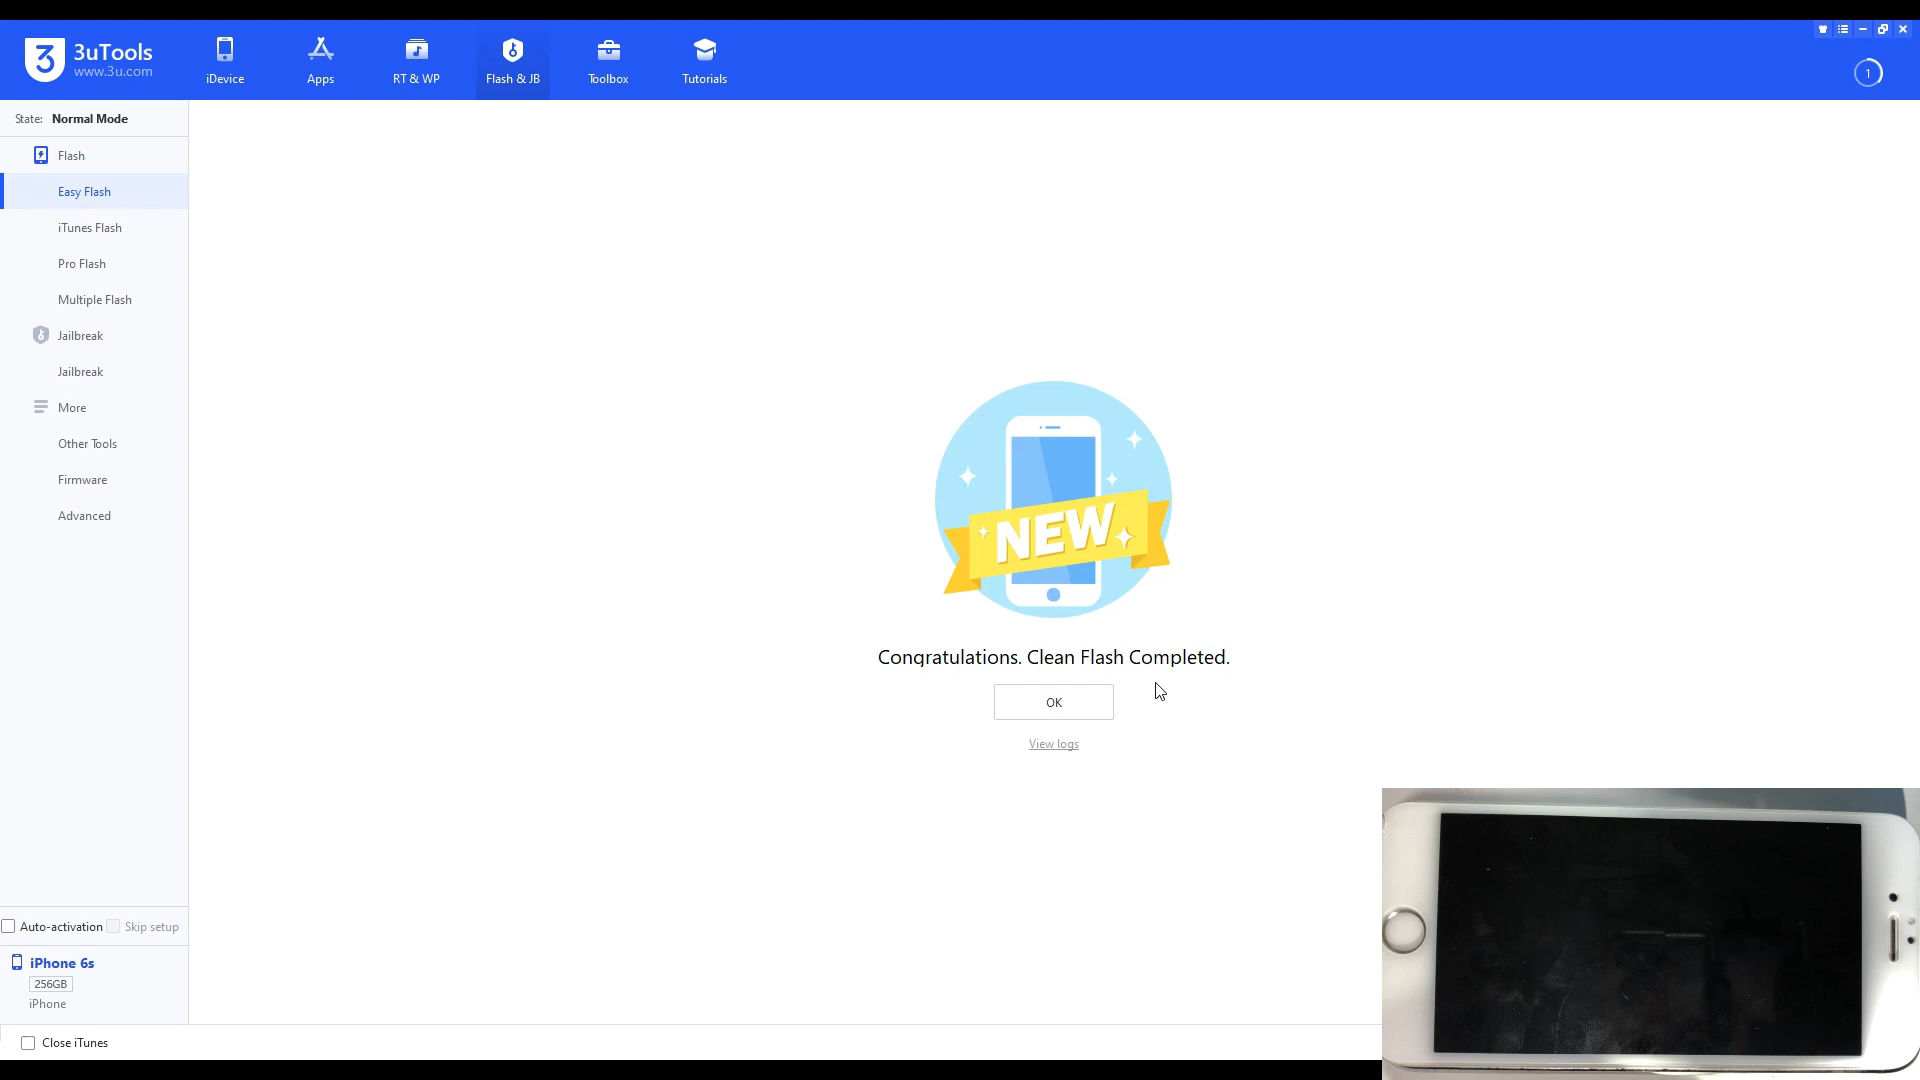 3 3uTools
www.3u.com
iDevice
Apps
RT & WP
Flash & JB
Toolbox
Tutorials
1
State: Normal Mode
Flash
Easy Flash
iTunes Flash
Pro Flash
Multiple Flash
Jailbreak
Jailbreak
More
Other Tools
Firmware
Advanced
NEW
Congratulations. Clean Flash Completed.
OK
View logs
Auto-activation Skip setup
iPhone 6s
256GB
iPhone
Close iTunes